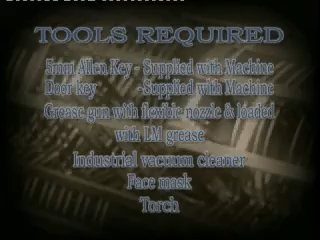 TOOLS REQUIRED
5mm Allen Key - Supplied with Machine
Door key -Supplied with Machine
Grease gun with flexible nozzle & loaded
with LM grease
Industrial vacuum cleaner
Face mask
Torch